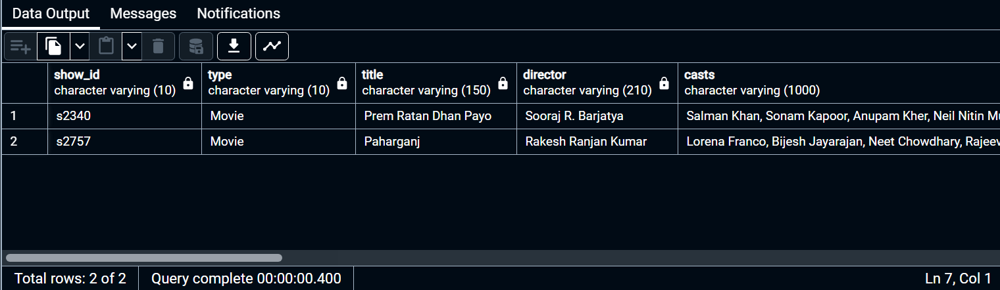 Data Output Messages Notifications
show_id type title director casts
character varying (10) character varying (10) character varying (150) character varying (210) character varying (1000)
1 s2340 Movie Prem Ratan Dhan Payo Sooraj R. Barjatya Salman Khan, Sonam Kapoor, Anupam Kher, Neil Nitin
2 s2757 Movie Paharganj Rakesh Ranjan Kumar Lorena Franco, Bijesh Jayarajan, Neet Chowdhary, Rajeev
Total rows: 2 of 2 Query complete 00:00:00.400 Ln 7, Col 1